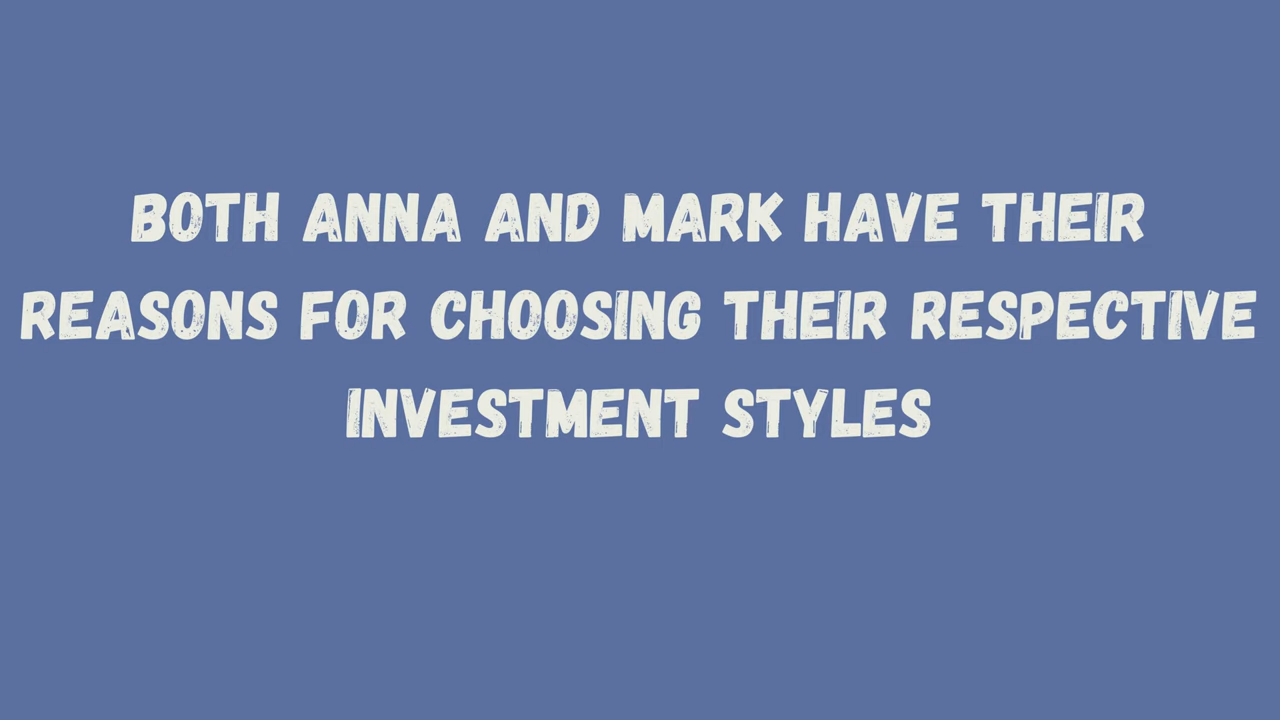 BOTH ANNA AND MARK HAVE THEIR
REASONS FOR CHOOSING THEIR RESPECTIVE
INVESTMENT STYLES